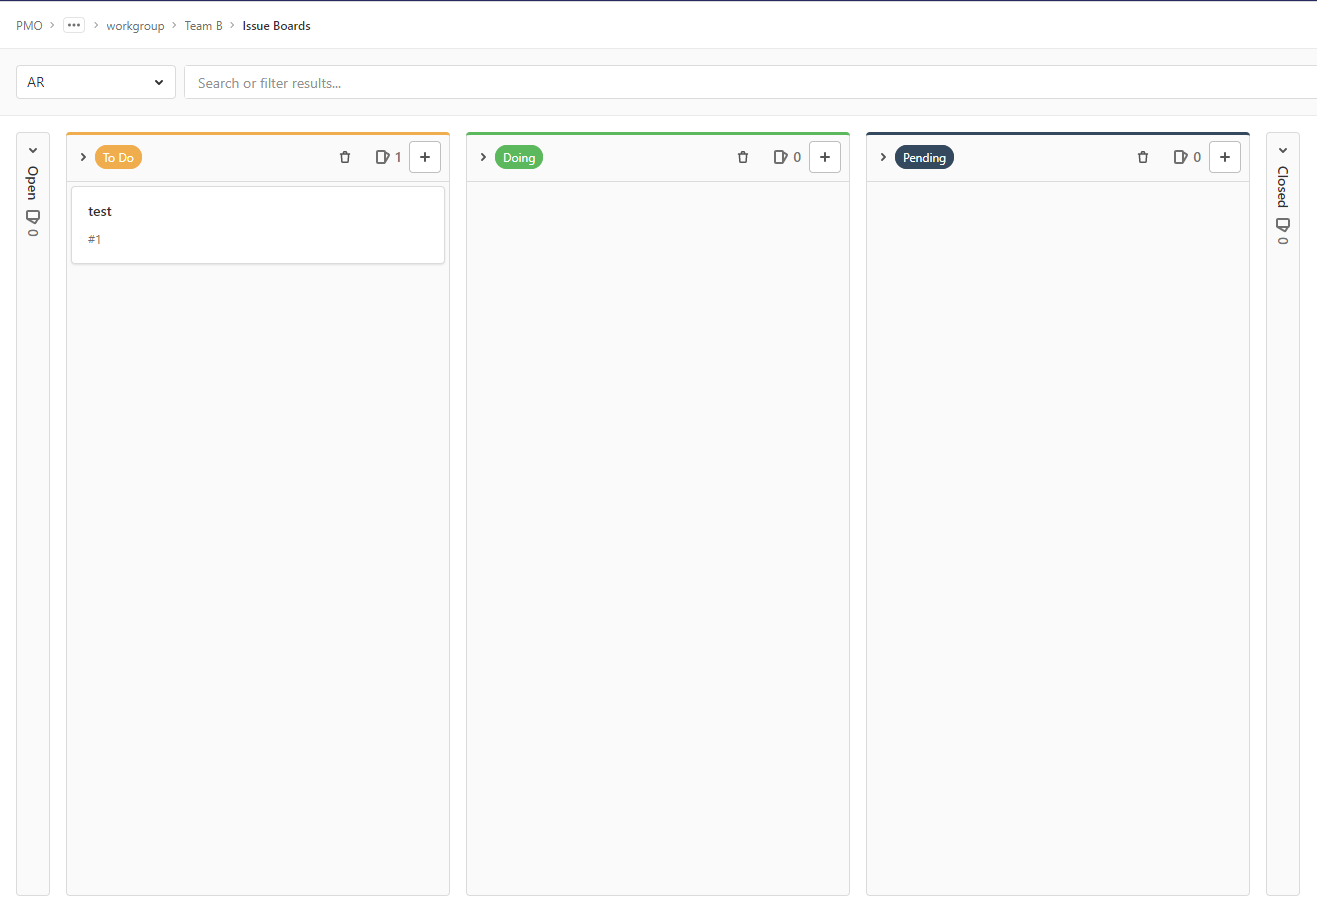 PMO > ••• > workgroup > Team B > Issue Boards
AR
Search or filter results...
Open 0
To Do 1 +
test
#1
Doing 0 +
Pending 0 +
Closed 0